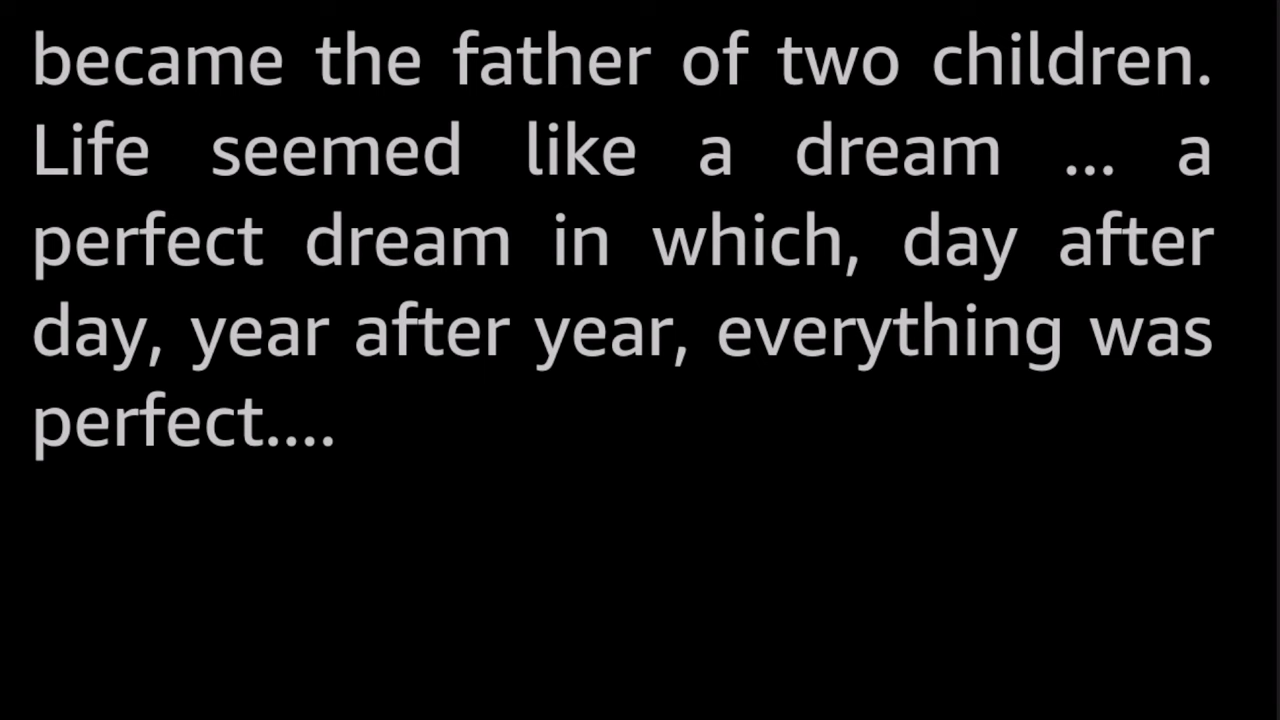 became the father of two children.
Life seemed like a dream ... a
perfect dream in which, day after
day, year after year, everything was
perfect....